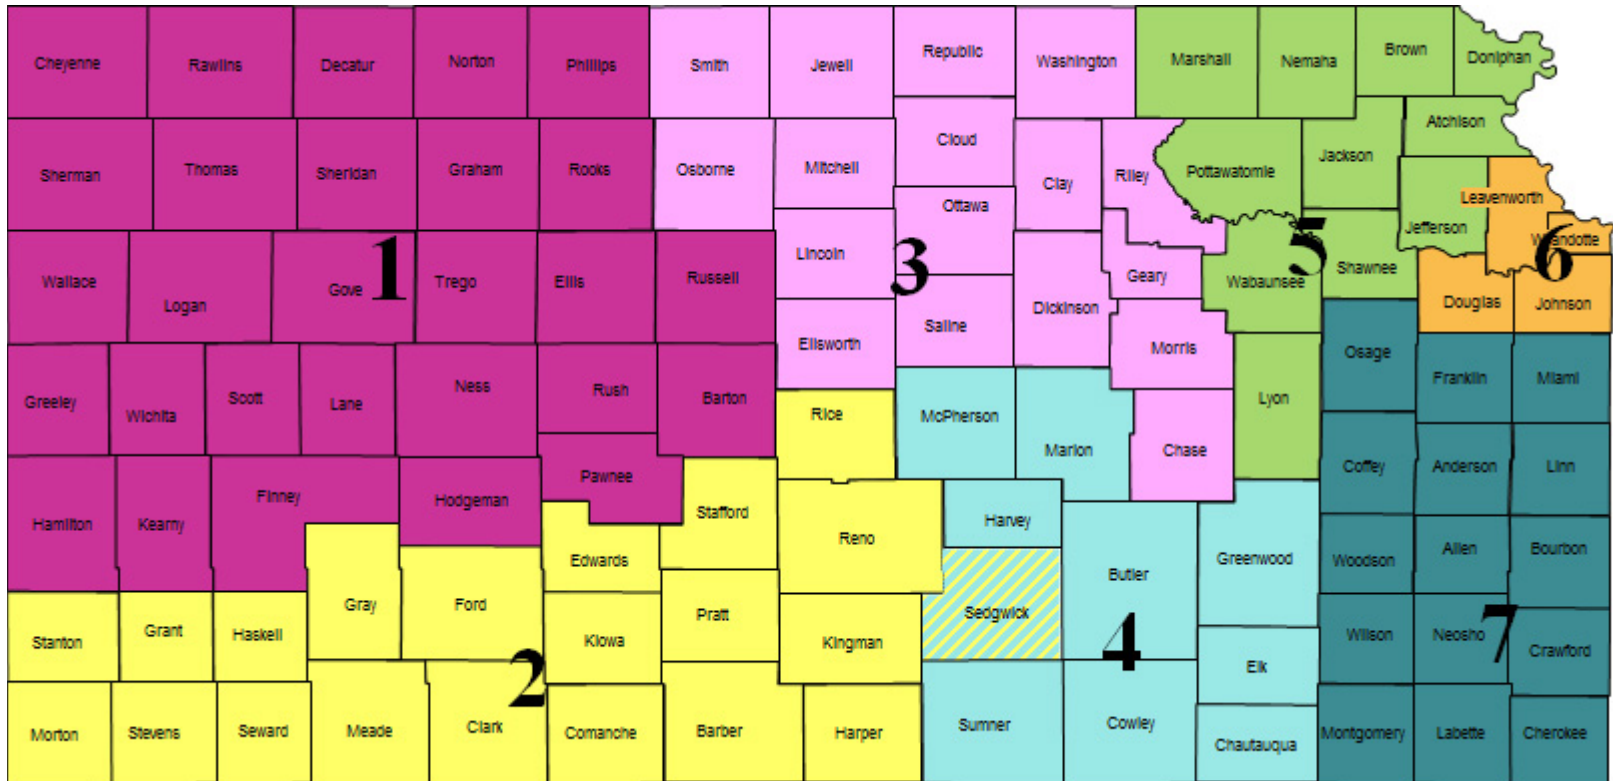 Cheyenne
Rawlins
Decatur
Norton
Phillips
Smith
Jewell
Republic
Washington
Marshall
Nemaha
Brown
Doniphan
Sherman
Thomas
Sheridan
Graham
Rooks
Osborne
Mitchell
Cloud
Clay
Riley
Pottawatomie
Jackson
Atchison
Leavenworth
Wallace
Logan
Gove
1
Trego
Ellis
Russell
Lincoln
Ottawa
3
Saline
Dickinson
Geary
Wabaunsee
5
Shawnee
Jefferson
Wyandotte
6
Douglas
Johnson
Greeley
Wichita
Scott
Lane
Ness
Rush
Barton
Ellsworth
Morris
Osage
Franklin
Miami
Rice
McPherson
Marion
Chase
Lyon
Coffey
Anderson
Linn
Hamilton
Kearny
Finney
Hodgeman
Pawnee
Stafford
Reno
Harvey
Butler
Greenwood
Woodson
Allen
Bourbon
Edwards
Sedgwick
Stanton
Grant
Haskell
Gray
Ford
Kiowa
Pratt
Kingman
Elk
Wilson
Neosho
7
Crawford
2
4
Morton
Stevens
Seward
Meade
Clark
Comanche
Barber
Harper
Sumner
Cowley
Chautauqua
Montgomery
Labette
Cherokee